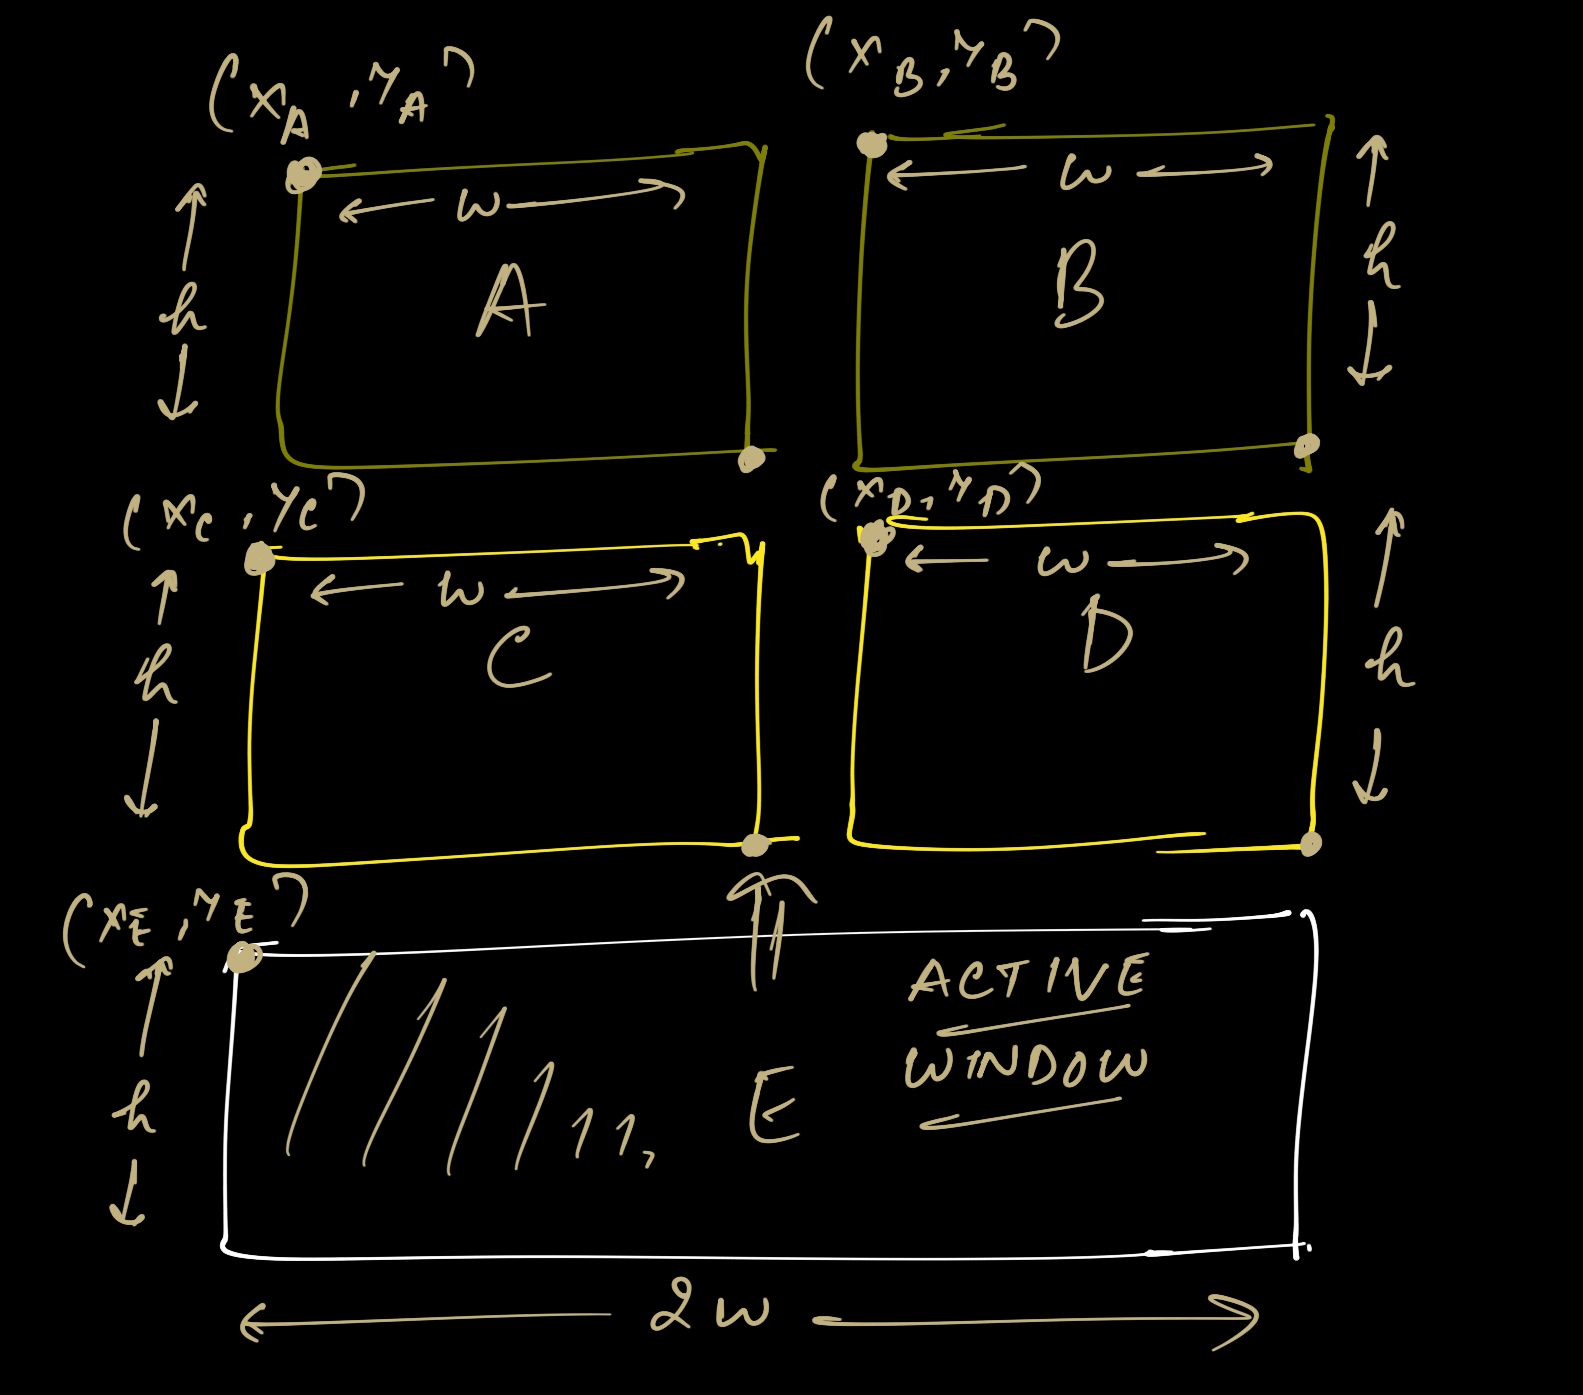 (x_A, y_A) (x_B, y_B)
w w
h A B h
(x_C, y_C) (x_D, y_D)
w w
h C D h
(x_E, y_E)
ACTIVE
h E WINDOW
2w